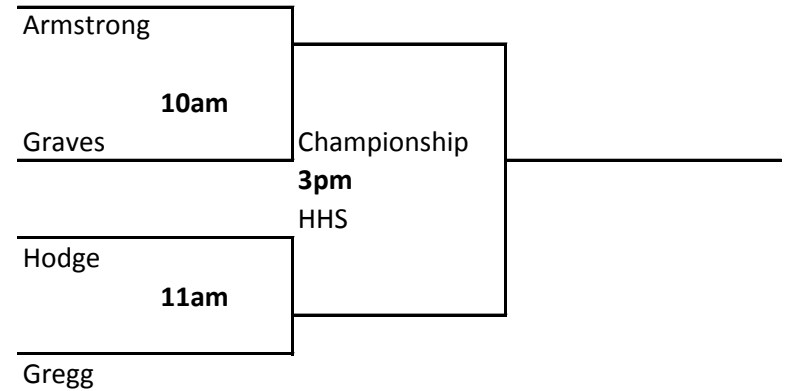 Armstrong
10am
Graves
Championship
3pm
HHS
Hodge
11am
Gregg